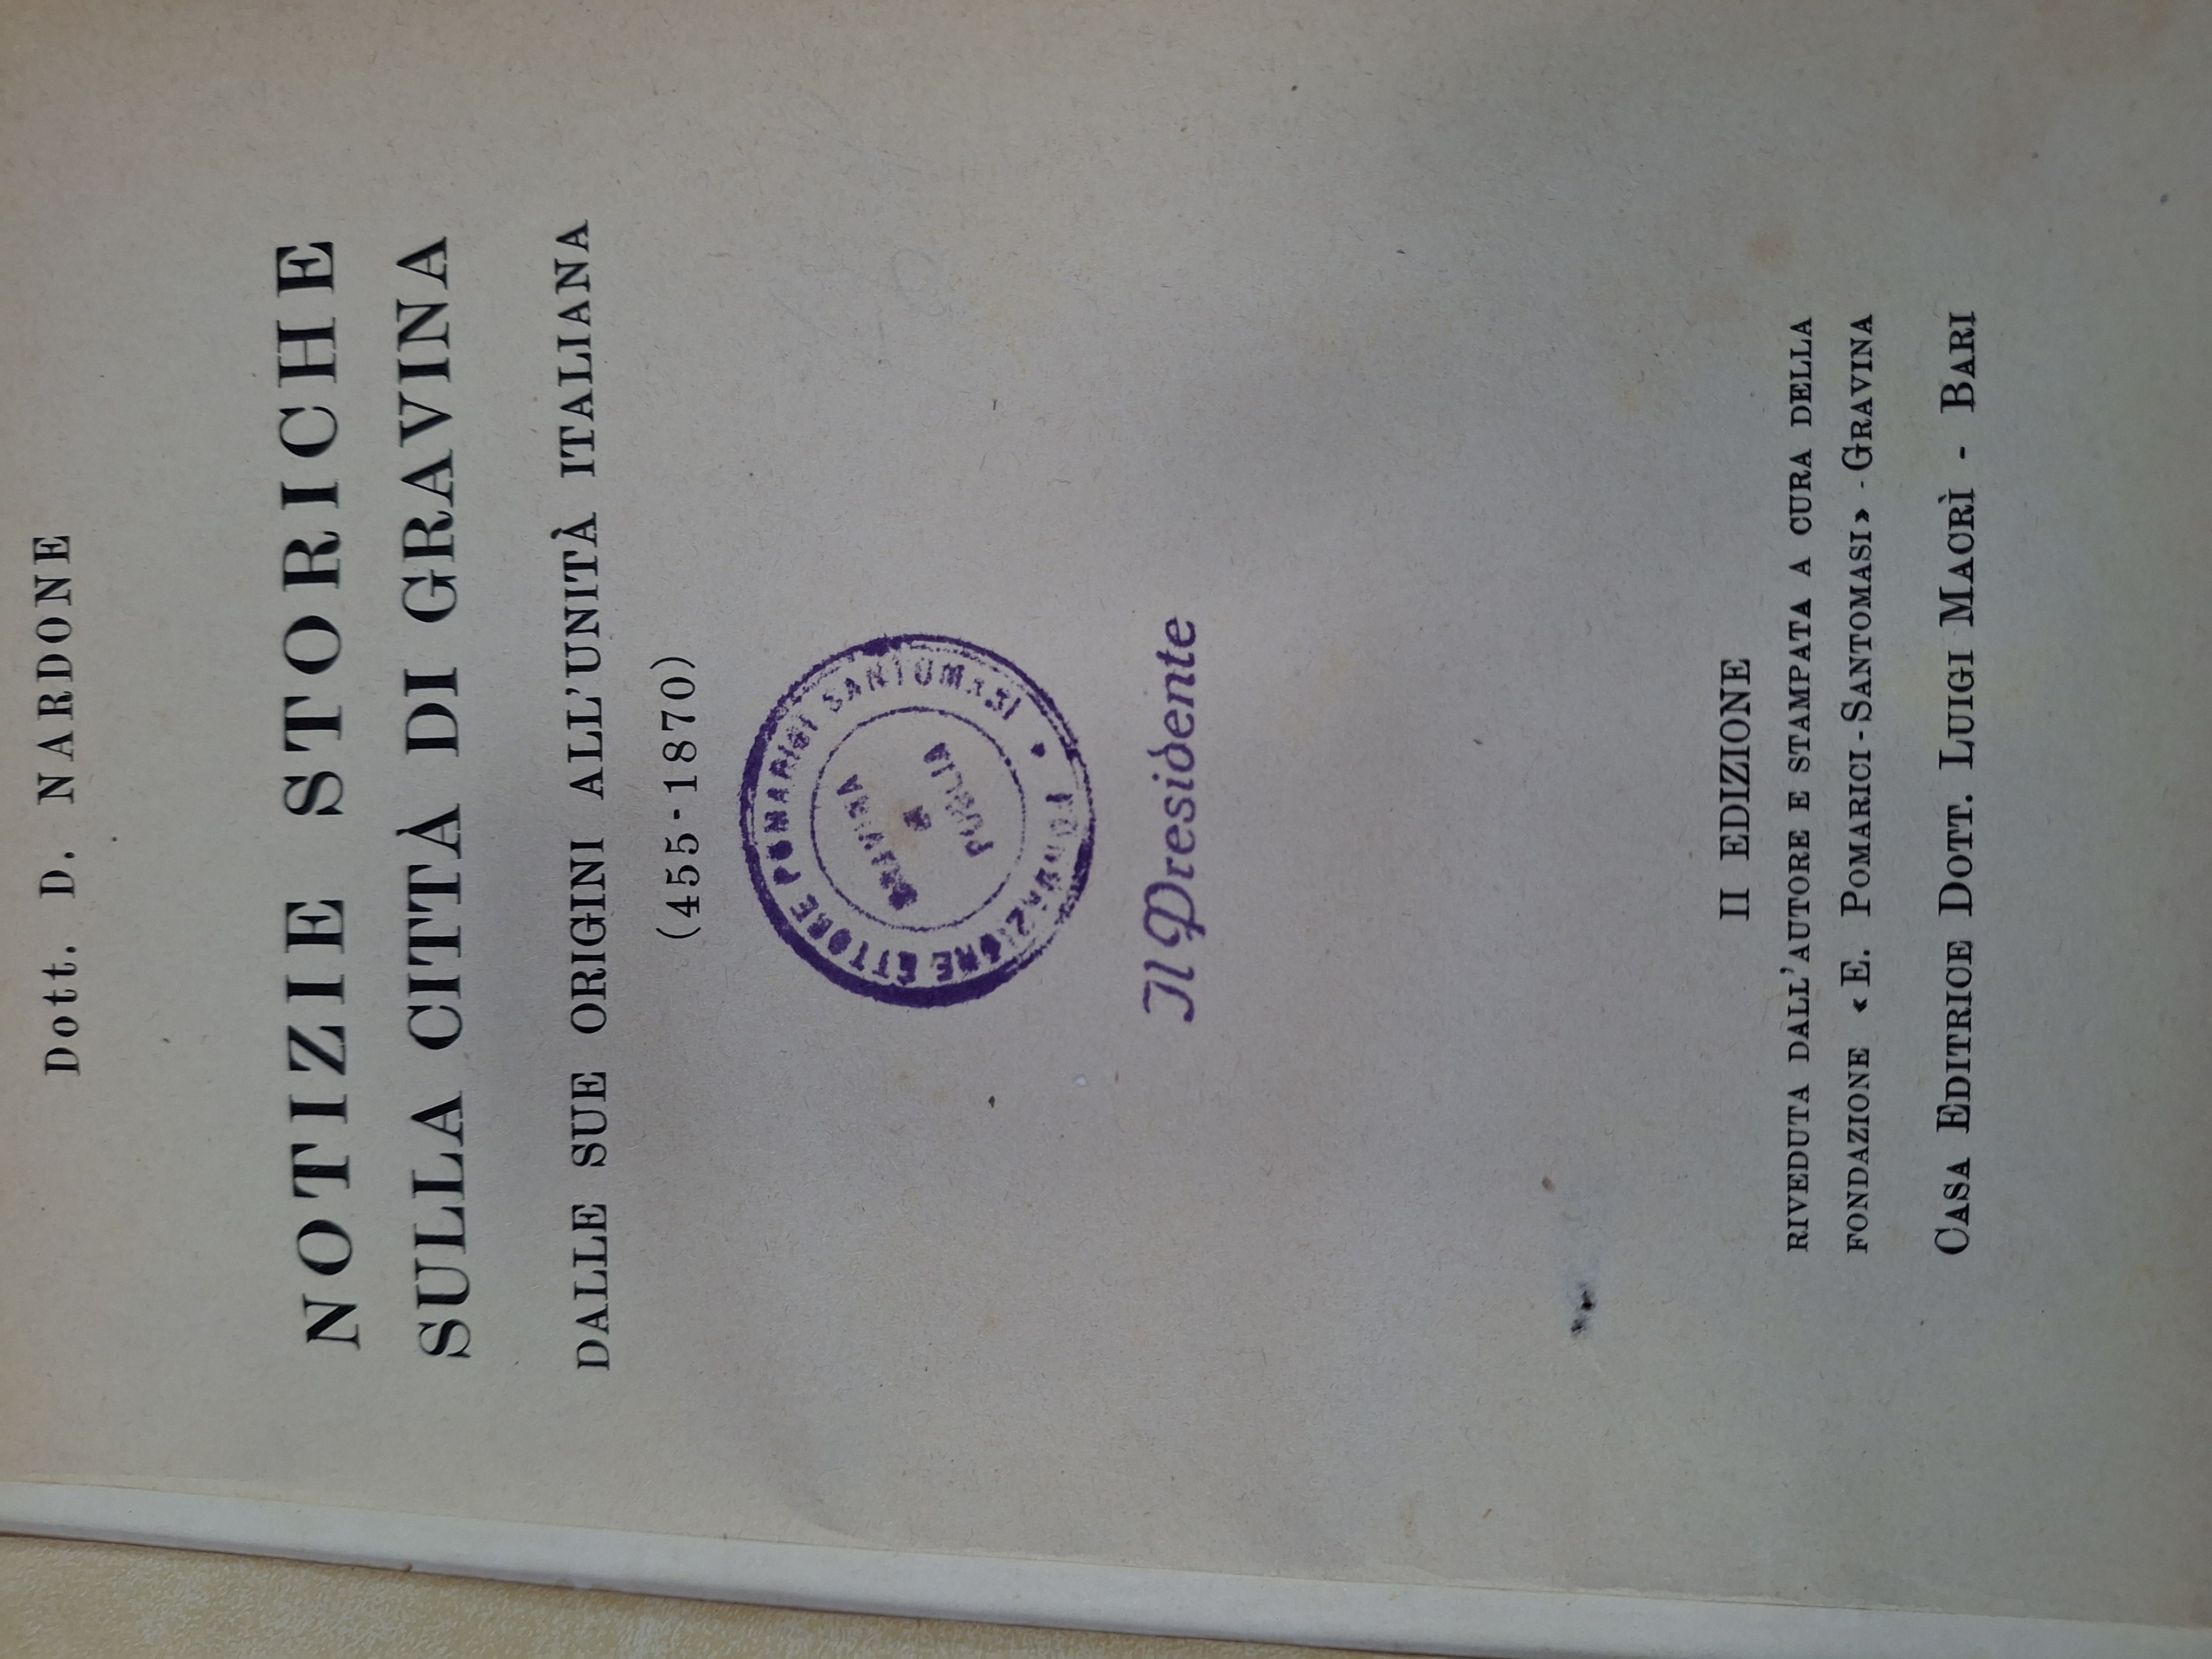 Dott. D. NARDONE
NOTIZIE STORICHE
SULLA CITTÀ DI GRAVINA
DALLE SUE ORIGINI ALL'UNITÀ ITALIANA
(455-1870)
FONDAZIONE ETTORE POMARICI SANTOMASI
GRAVINA
DI
PUGLIA
Il Presidente
II EDIZIONE
RIVEDUTA DALL'AUTORE E STAMPATA A CURA DELLA
FONDAZIONE «E. POMARICI-SANTOMASI» - GRAVINA
CASA EDITRICE DOTT. LUIGI MACRÌ - BARI